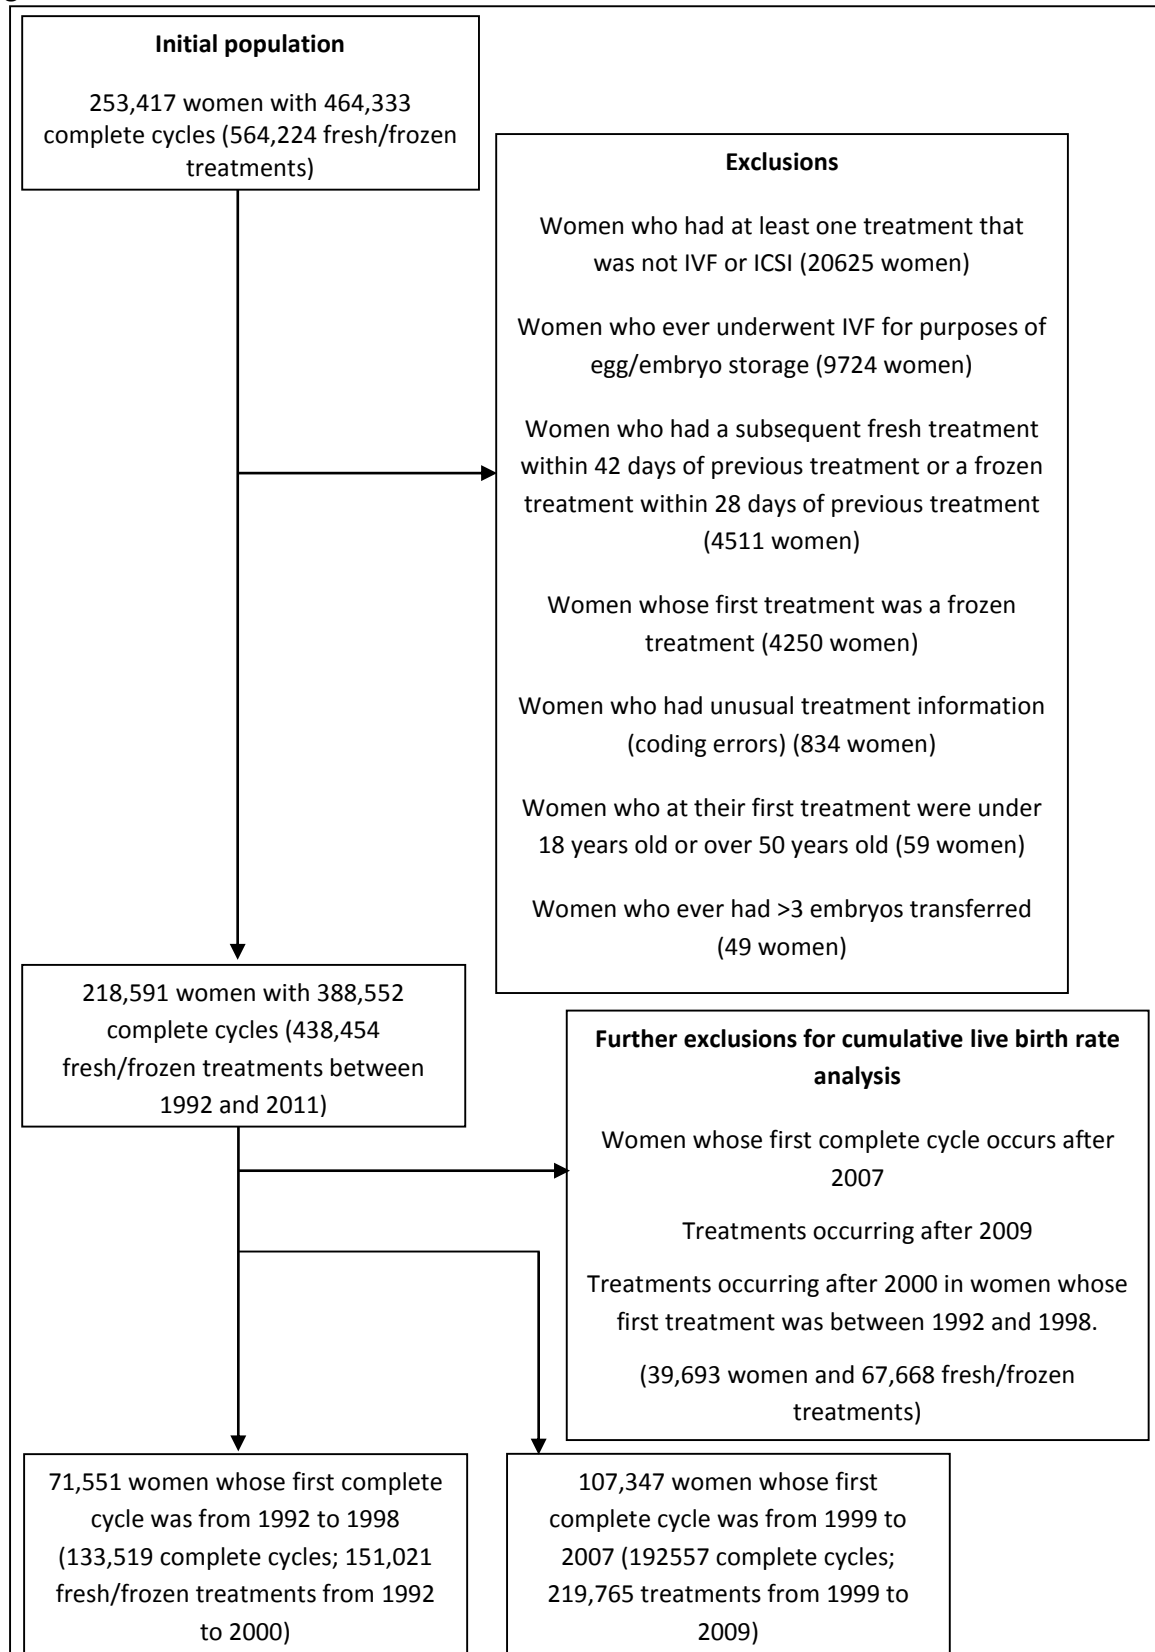 Initial population
253,417 women with 464,333
complete cycles (564,224 fresh/frozen
treatments)
Exclusions
Women who had at least one treatment that
was not IVF or ICSI (20625 women)
Women who ever underwent IVF for purposes of
egg/embryo storage (9724 women)
Women who had a subsequent fresh treatment
within 42 days of previous treatment or a frozen
treatment within 28 days of previous treatment
(4511 women)
Women whose first treatment was a frozen
treatment (4250 women)
Women who had unusual treatment information
(coding errors) (834 women)
Women who at their first treatment were under
18 years old or over 50 years old (59 women)
Women who ever had >3 embryos transferred
(49 women)
218,591 women with 388,552
complete cycles (438,454
fresh/frozen treatments between
1992 and 2011)
Further exclusions for cumulative live birth rate
analysis
Women whose first complete cycle occurs after
2007
Treatments occurring after 2009
Treatments occurring after 2000 in women whose
first treatment was between 1992 and 1998.
(39,693 women and 67,668 fresh/frozen
treatments)
71,551 women whose first complete
cycle was from 1992 to 1998
(133,519 complete cycles; 151,021
fresh/frozen treatments from 1992
to 2000)
107,347 women whose first
complete cycle was from 1999 to
2007 (192557 complete cycles;
219,765 treatments from 1999 to
2009)